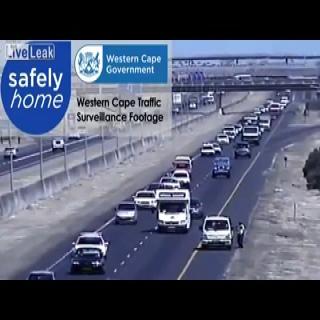 LiveLeak
safely
home
Western Cape
Government
Western Cape Traffic
Surveillance Footage